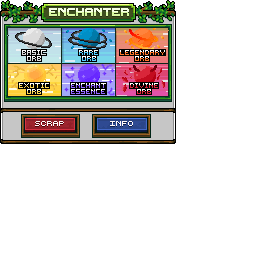 ENCHANTER
BASIC ORB
RARE ORB
LEGENDARY ORB
EXOTIC ORB
ENCHANT ESSENCE
DIVINE ORB
SCRAP
INFO